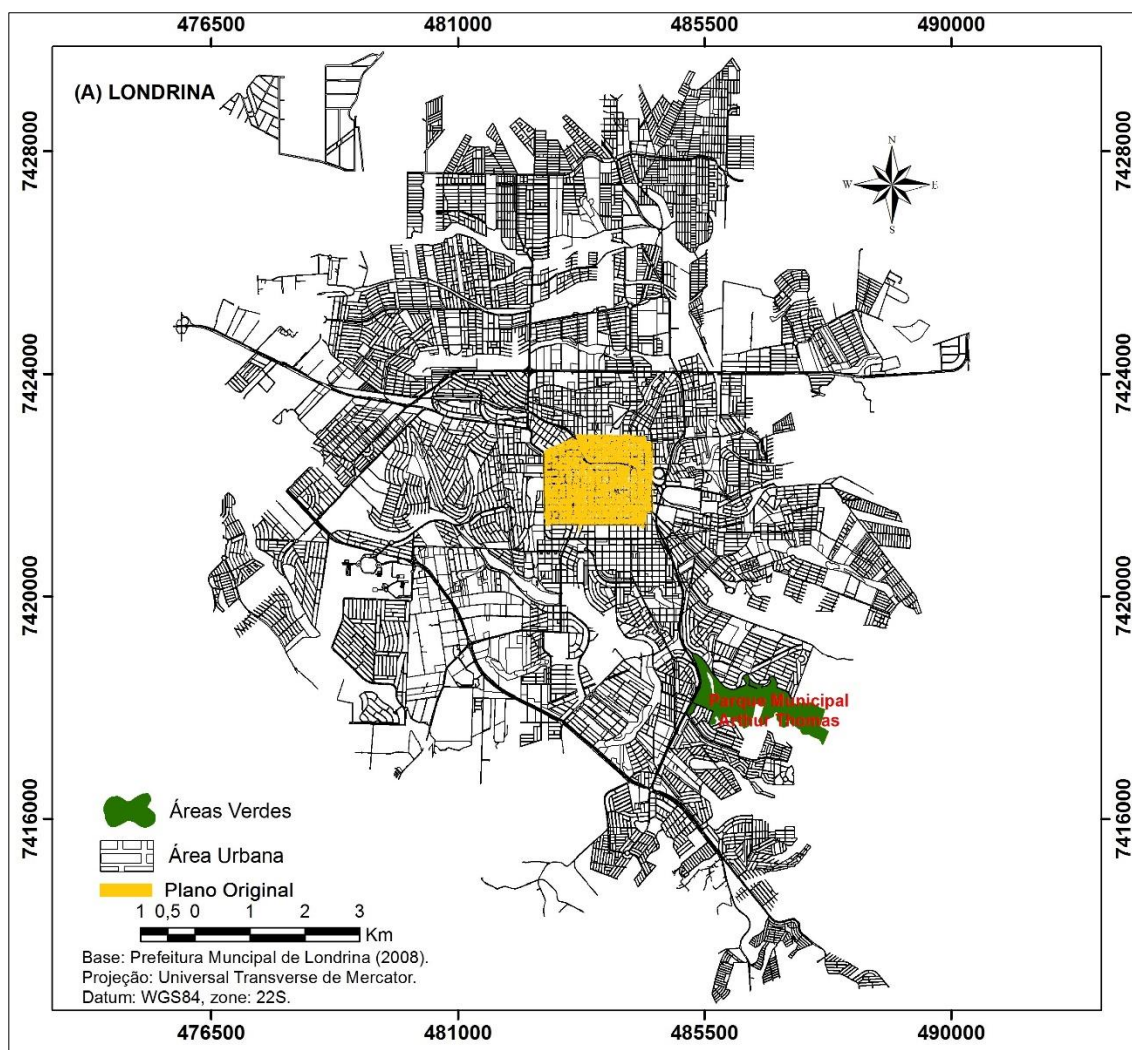 476500 481000 485500 490000
(A) LONDRINA
7428000 7428000
N
W E
S
7424000 7424000
7420000 7420000
Parque Municipal
Arthur Thomas
7416000 7416000
Áreas Verdes
Área Urbana
Plano Original
1 0,5 0 1 2 3
Km
Base: Prefeitura Muncipal de Londrina (2008).
Projeção: Universal Transverse de Mercator.
Datum: WGS84, zone: 22S.
476500 481000 485500 490000